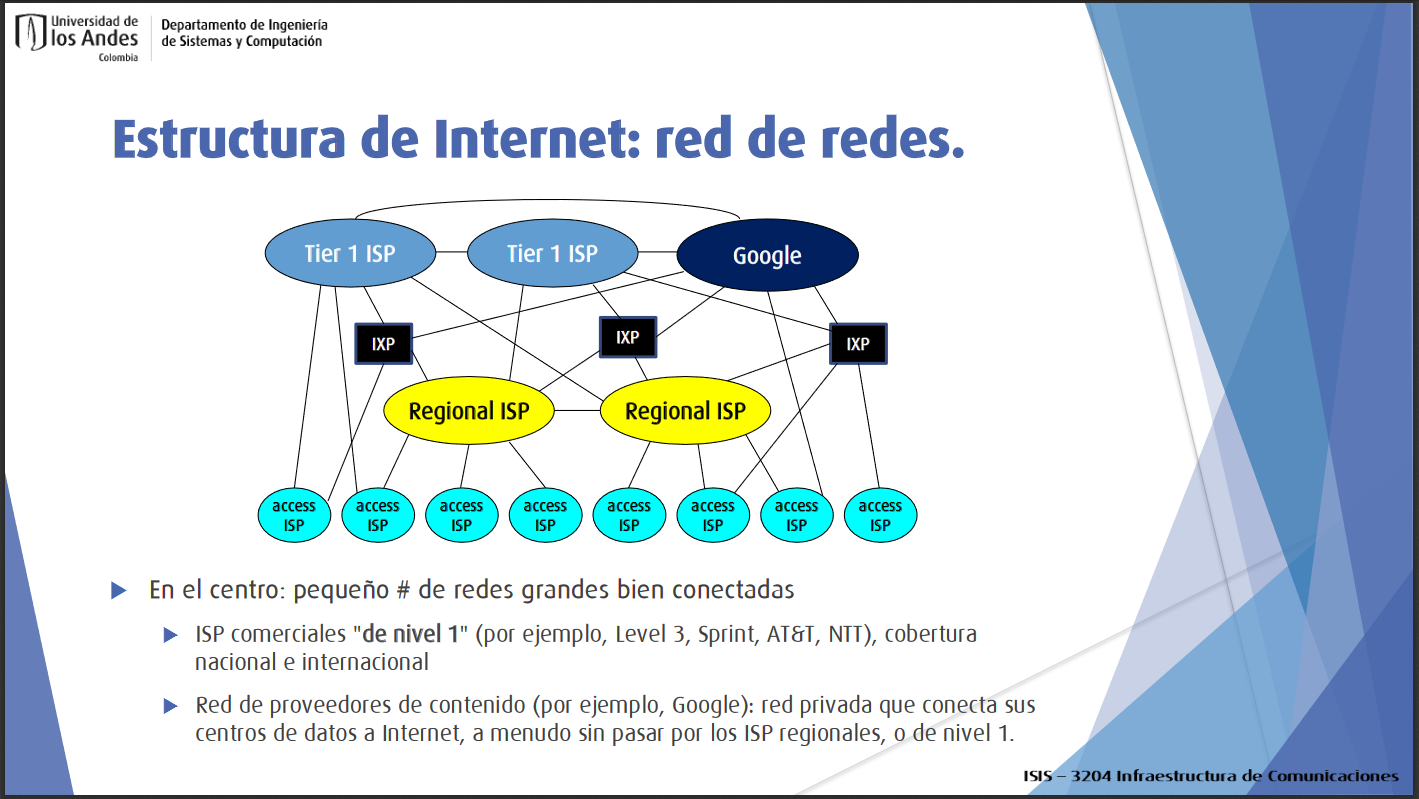 Universidad de
los Andes
Colombia
Departamento de Ingeniería
de Sistemas y Computación
Estructura de Internet: red de redes.
Tier 1 ISP
Tier 1 ISP
Google
IXP
IXP
IXP
Regional ISP
Regional ISP
access
ISP
access
ISP
access
ISP
access
ISP
access
ISP
access
ISP
access
ISP
access
ISP
En el centro: pequeño # de redes grandes bien conectadas
ISP comerciales "de nivel 1" (por ejemplo, Level 3, Sprint, AT&T, NTT), cobertura
nacional e internacional
Red de proveedores de contenido (por ejemplo, Google): red privada que conecta sus
centros de datos a Internet, a menudo sin pasar por los ISP regionales, o de nivel 1.
ISIS – 3204 Infraestructura de Comunicaciones